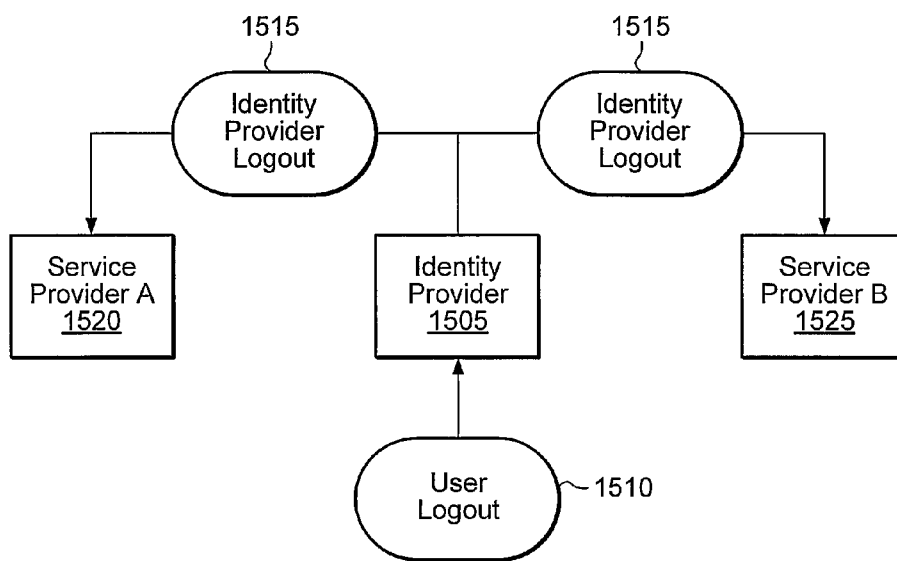 1515
1515
Identity
Provider
Logout
Identity
Provider
Logout
Service
Provider A
1520
Identity
Provider
1505
Service
Provider B
1525
User
Logout
1510